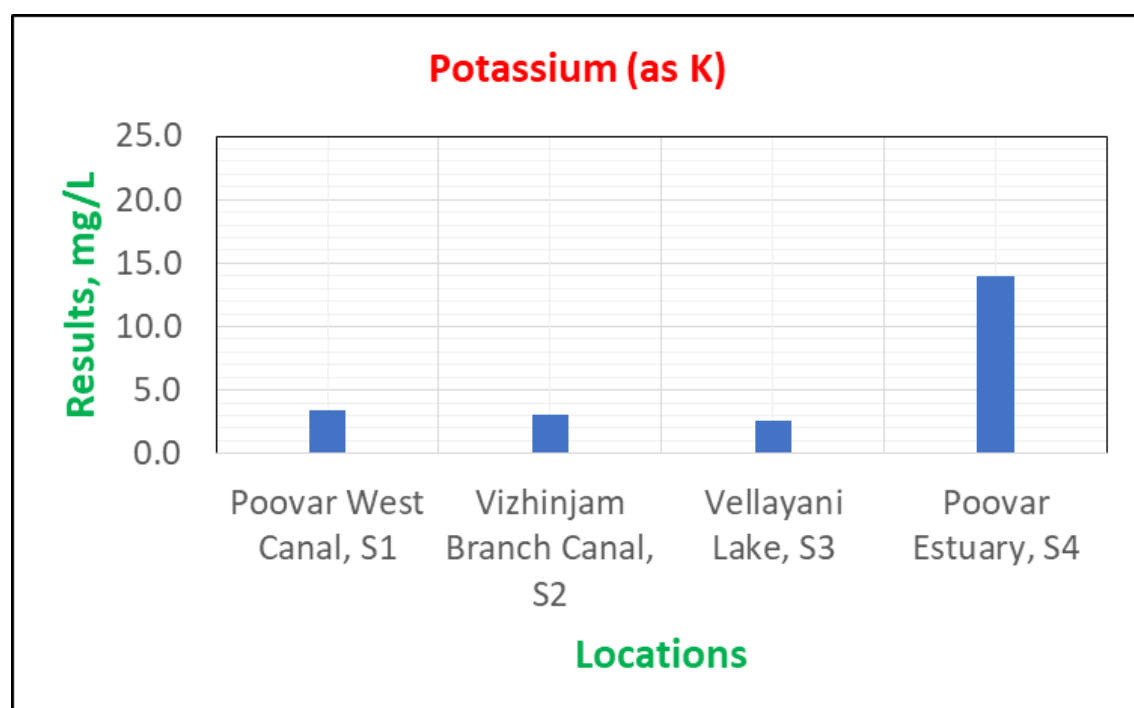 Potassium (as K)
Results, mg/L
25.0
20.0
15.0
10.0
5.0
0.0
Poovar West
Canal, S1
Vizhinjam
Branch Canal,
S2
Vellayani
Lake, S3
Poovar
Estuary, S4
Locations